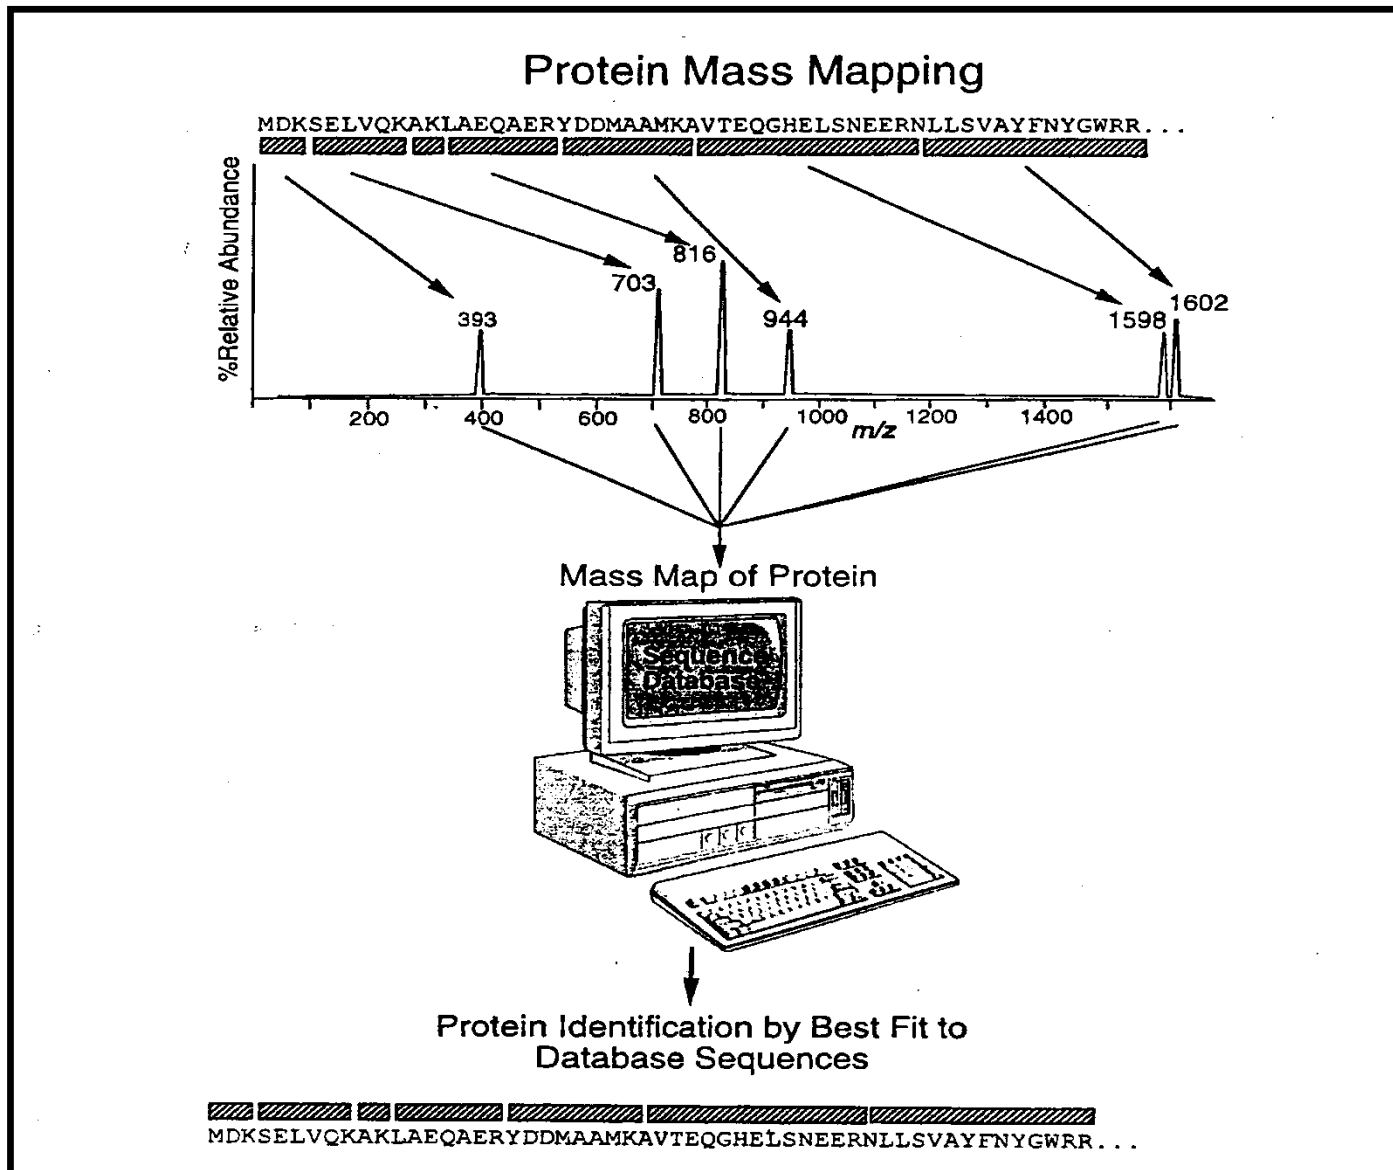 Protein Mass Mapping
MDKSELVQKAKLAEQAERYDDMAAMKAVTEQGHELSNEERNLLSVAYFNYGWRR...
%Relative Abundance
393
703
816
944
1598
1602
200
400
600
800
1000
1200
1400
m/z
Mass Map of Protein
Sequence
Database
Protein Identification by Best Fit to
Database Sequences
MDKSELVQKAKLAEQAERYDDMAAMKAVTEQGHELSNEERNLLSVAYFNYGWRR...